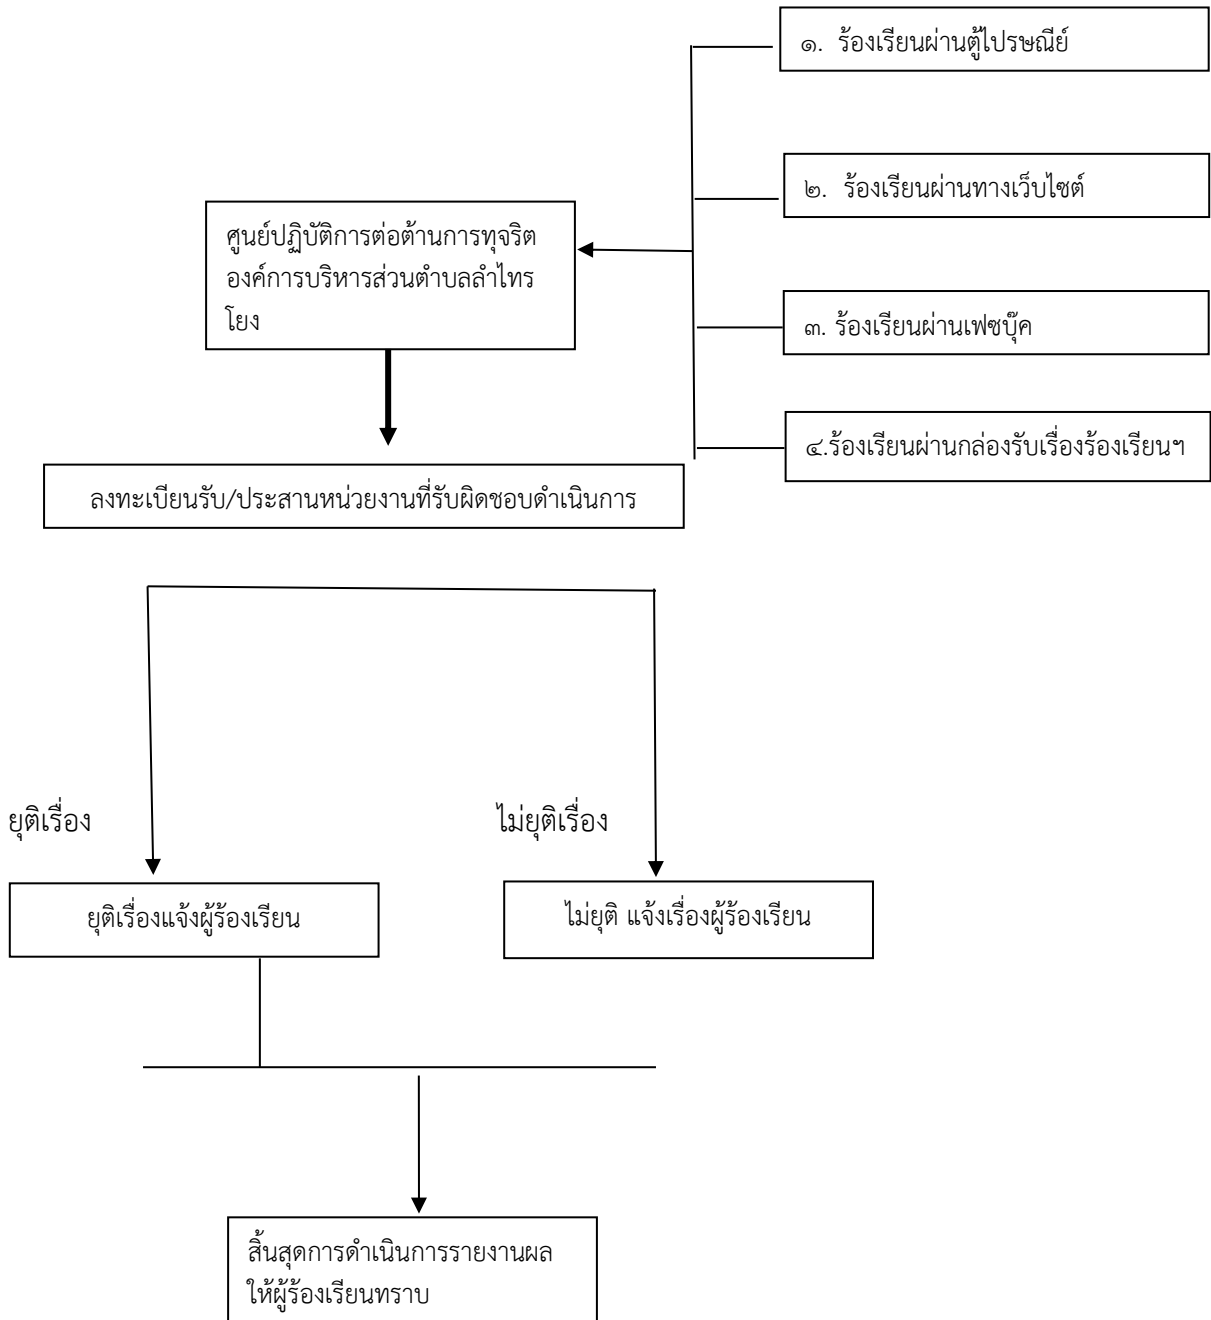 ๑. ร้องเรียนผ่านตู้ไปรษณีย์
๒. ร้องเรียนผ่านทางเว็บไซต์
ศูนย์ปฏิบัติการต่อต้านการทุจริต
องค์การบริหารส่วนตำบลลำไทร
โยง
๓. ร้องเรียนผ่านเฟซบุ๊ค
๔.ร้องเรียนผ่านกล่องรับเรื่องร้องเรียนฯ
ลงทะเบียนรับ/ประสานหน่วยงานที่รับผิดชอบดำเนินการ
ยุติเรื่อง
ไม่ยุติเรื่อง
ยุติเรื่องแจ้งผู้ร้องเรียน
ไม่ยุติ แจ้งเรื่องผู้ร้องเรียน
สิ้นสุดการดำเนินการรายงานผล
ให้ผู้ร้องเรียนทราบ